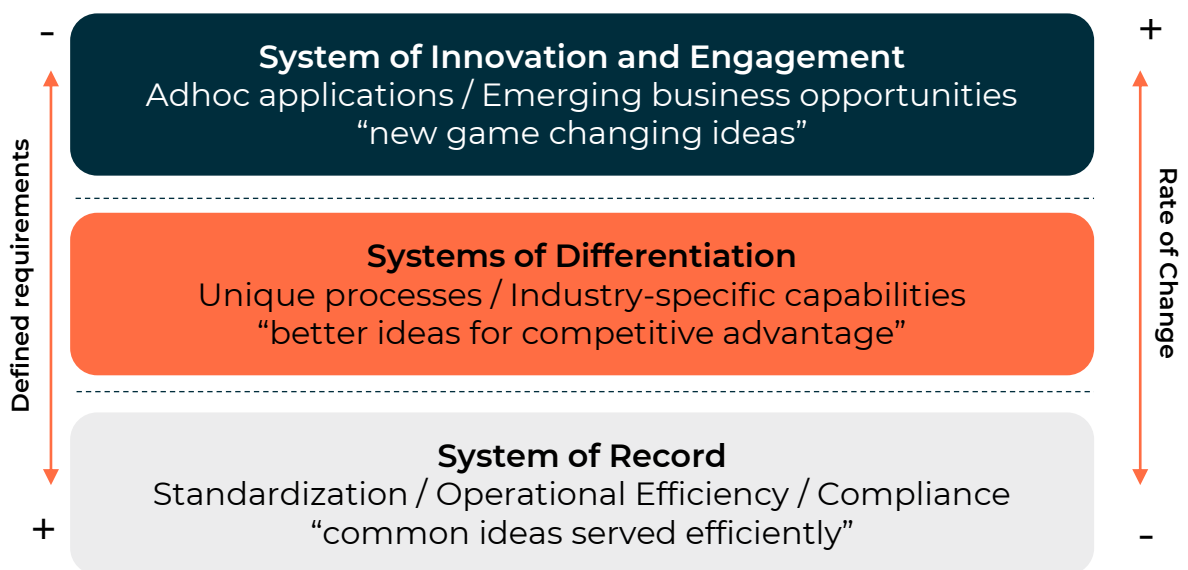 -
+
System of Innovation and Engagement
Adhoc applications / Emerging business opportunities
“new game changing ideas”
Defined requirements
Rate of Change
Systems of Differentiation
Unique processes / Industry-specific capabilities
“better ideas for competitive advantage”
System of Record
Standardization / Operational Efficiency / Compliance
“common ideas served efficiently”
+
-